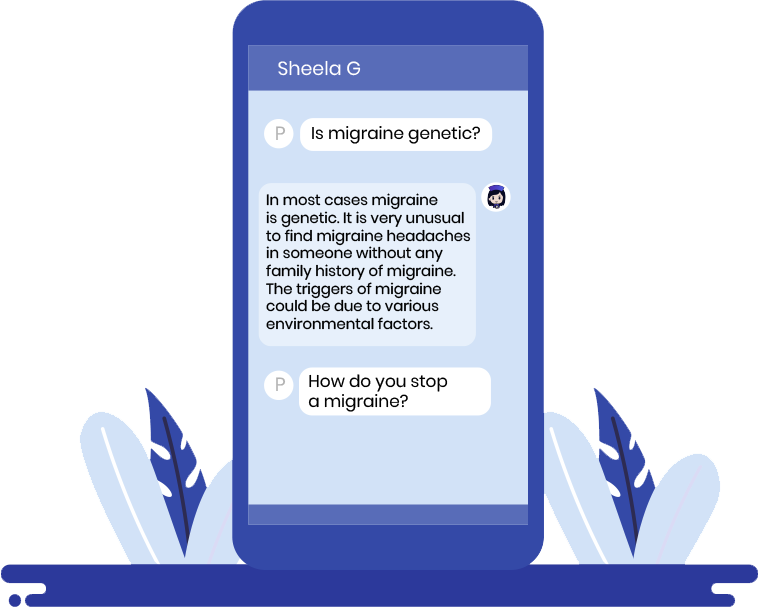 Sheela G
P
Is migraine genetic?
In most cases migraine
is genetic. It is very unusual
to find migraine headaches
in someone without any
family history of migraine.
The triggers of migraine
could be due to various
environmental factors.
P
How do you stop
a migraine?